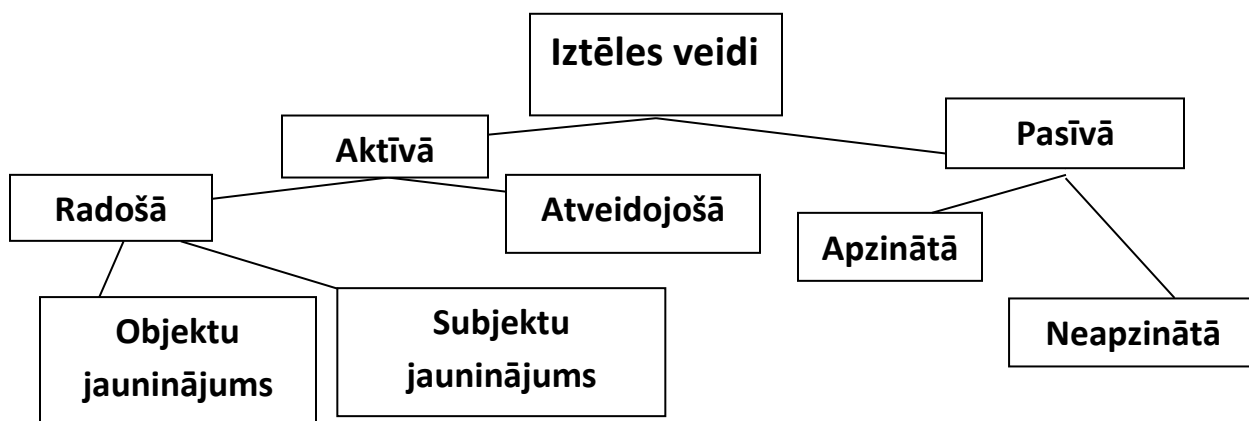 Iztēles veidi
Aktīvā
Pasīvā
Radošā
Atveidojošā
Apzinātā
Neapzinātā
Objektu
jauninājums
Subjektu
jauninājums